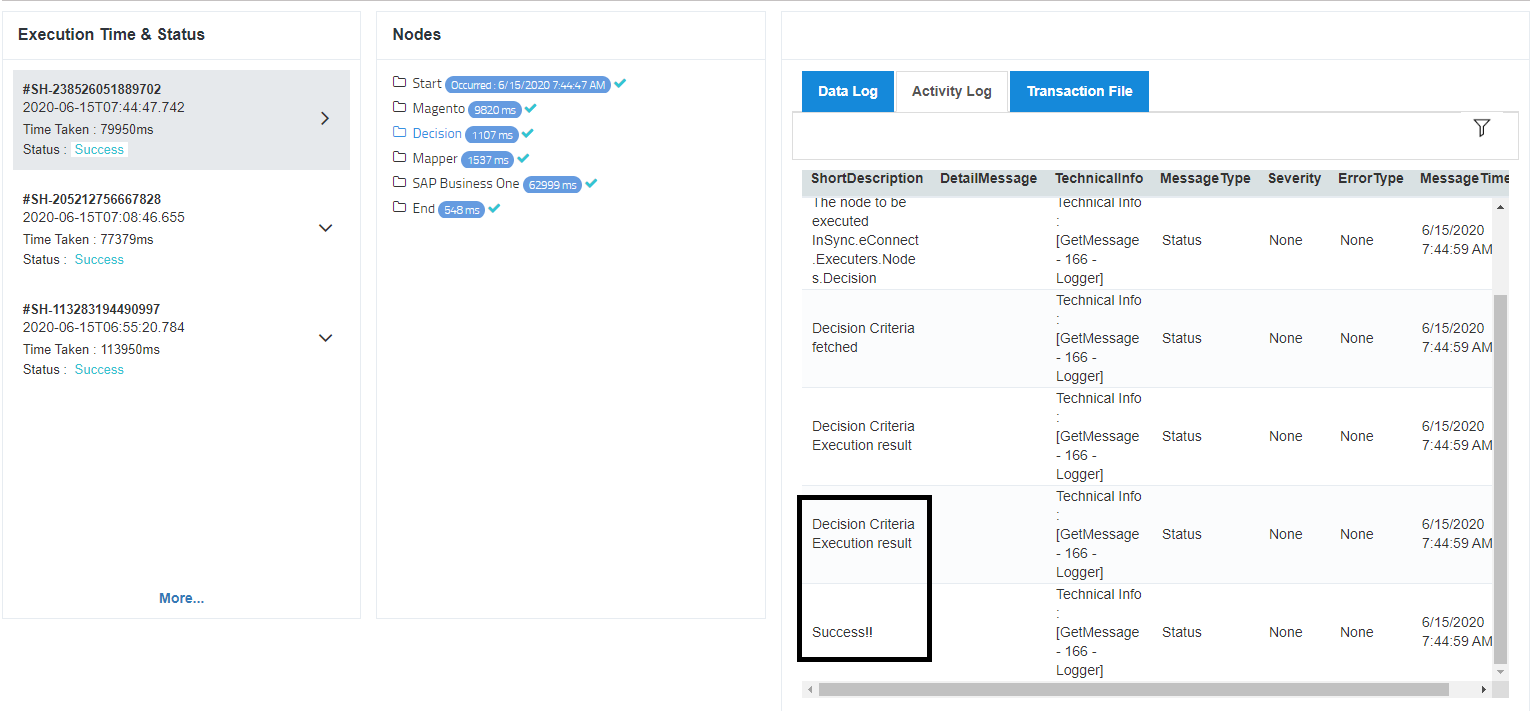 Execution Time & Status
#SH-238526051889702
2020-06-15T07:44:47.742
Time Taken : 79950ms
Status : Success
#SH-205212756667828
2020-06-15T07:08:46.655
Time Taken : 77379ms
Status : Success
#SH-113283194490997
2020-06-15T06:55:20.784
Time Taken : 113950ms
Status : Success
More...
Nodes
Start Occurred : 6/15/2020 7:44:47 AM
Magento 9820 ms
Decision 1107 ms
Mapper 1537 ms
SAP Business One 62999 ms
End 548 ms
Data Log Activity Log Transaction File
ShortDescription DetailMessage TechnicalInfo MessageType Severity ErrorType MessageTime
The node to be
executed
InSync.eConnect
.Executers.Node
s.Decision
Technical Info
:
[GetMessage
- 166 -
Logger]
Status
None
None
6/15/2020
7:44:59 AM
Decision Criteria
fetched
Technical Info
:
[GetMessage
- 166 -
Logger]
Status
None
None
6/15/2020
7:44:59 AM
Decision Criteria
Execution result
Technical Info
:
[GetMessage
- 166 -
Logger]
Status
None
None
6/15/2020
7:44:59 AM
Decision Criteria
Execution result
Technical Info
:
[GetMessage
- 166 -
Logger]
Status
None
None
6/15/2020
7:44:59 AM
Success!!
Technical Info
:
[GetMessage
- 166 -
Logger]
Status
None
None
6/15/2020
7:44:59 AM